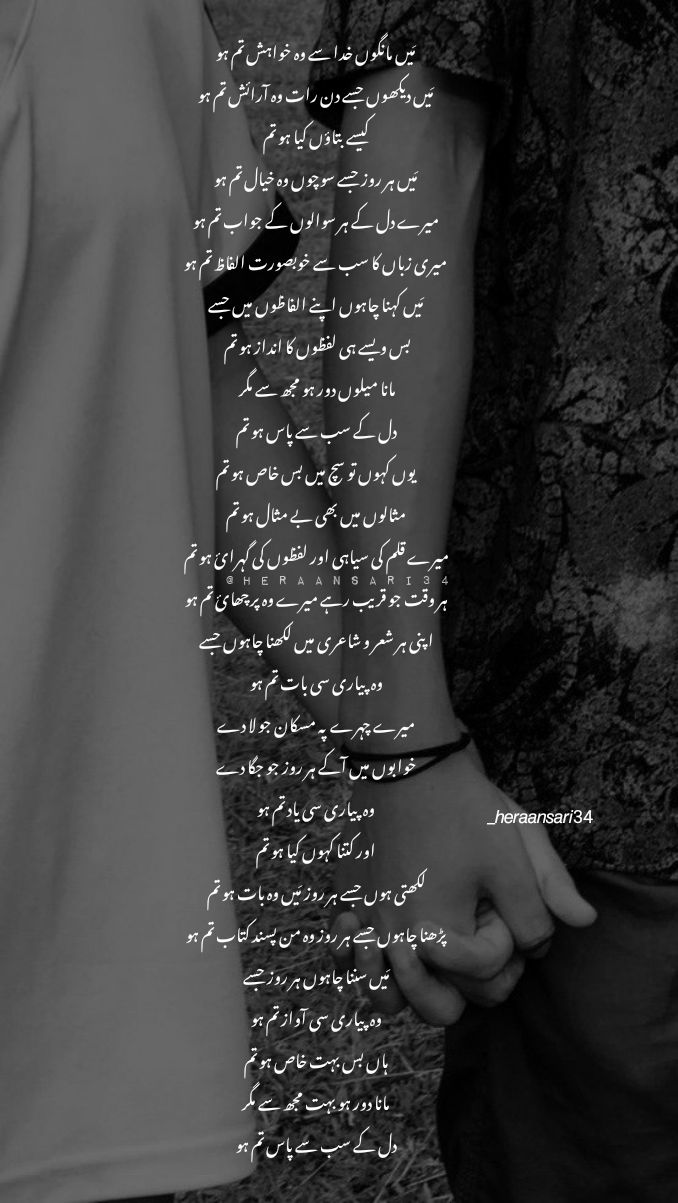 مَیں مانگوں خدا سے وہ خواہش تم ہو
مَیں دیکھوں جسے دن رات وہ آرائش تم ہو
کیسے بتاؤں کیا ہو تم
مَیں ہر روز جسے سوچوں وہ خیال تم ہو
میرے دل کے ہر سوالوں کے جواب تم ہو
میری زباں کا سب سے خوبصورت الفاظ تم ہو
مَیں کہنا چاہوں اپنے الفاظوں میں جسے
بس ویسے ہی لفظوں کا انداز ہو تم
مانا میلوں دور ہو مجھ سے مگر
دل کے سب سے پاس ہو تم
یوں کہوں تو سچ میں بس خاص ہو تم
مثالوں میں بھی بے مثال ہو تم
میرے قلم کی سیاہی اور لفظوں کی گہرائ ہو تم
@HERAANSARI34
ہر وقت جو قریب رہے میرے وہ پرچھائ تم ہو
اپنی ہر شعر و شاعری میں لکھنا چاہوں جسے
وہ پیاری سی بات تم ہو
میرے چہرے پہ مسکان جو لا دے
خوابوں میں آکے ہر روز جو جگا دے
وہ پیاری سی یاد تم ہو
_heraansari34
اور کتنا کہوں کیا ہو تم
لکھتی ہوں جسے ہر روز مَیں وہ بات ہو تم
پڑھنا چاہوں جسے ہر روز وہ من پسند کتاب تم ہو
مَیں سننا چاہوں ہر روز جسے
وہ پیاری سی آواز تم ہو
ہاں بس بہت خاص ہو تم
مانا دور ہو بہت مجھ سے مگر
دل کے سب سے پاس تم ہو